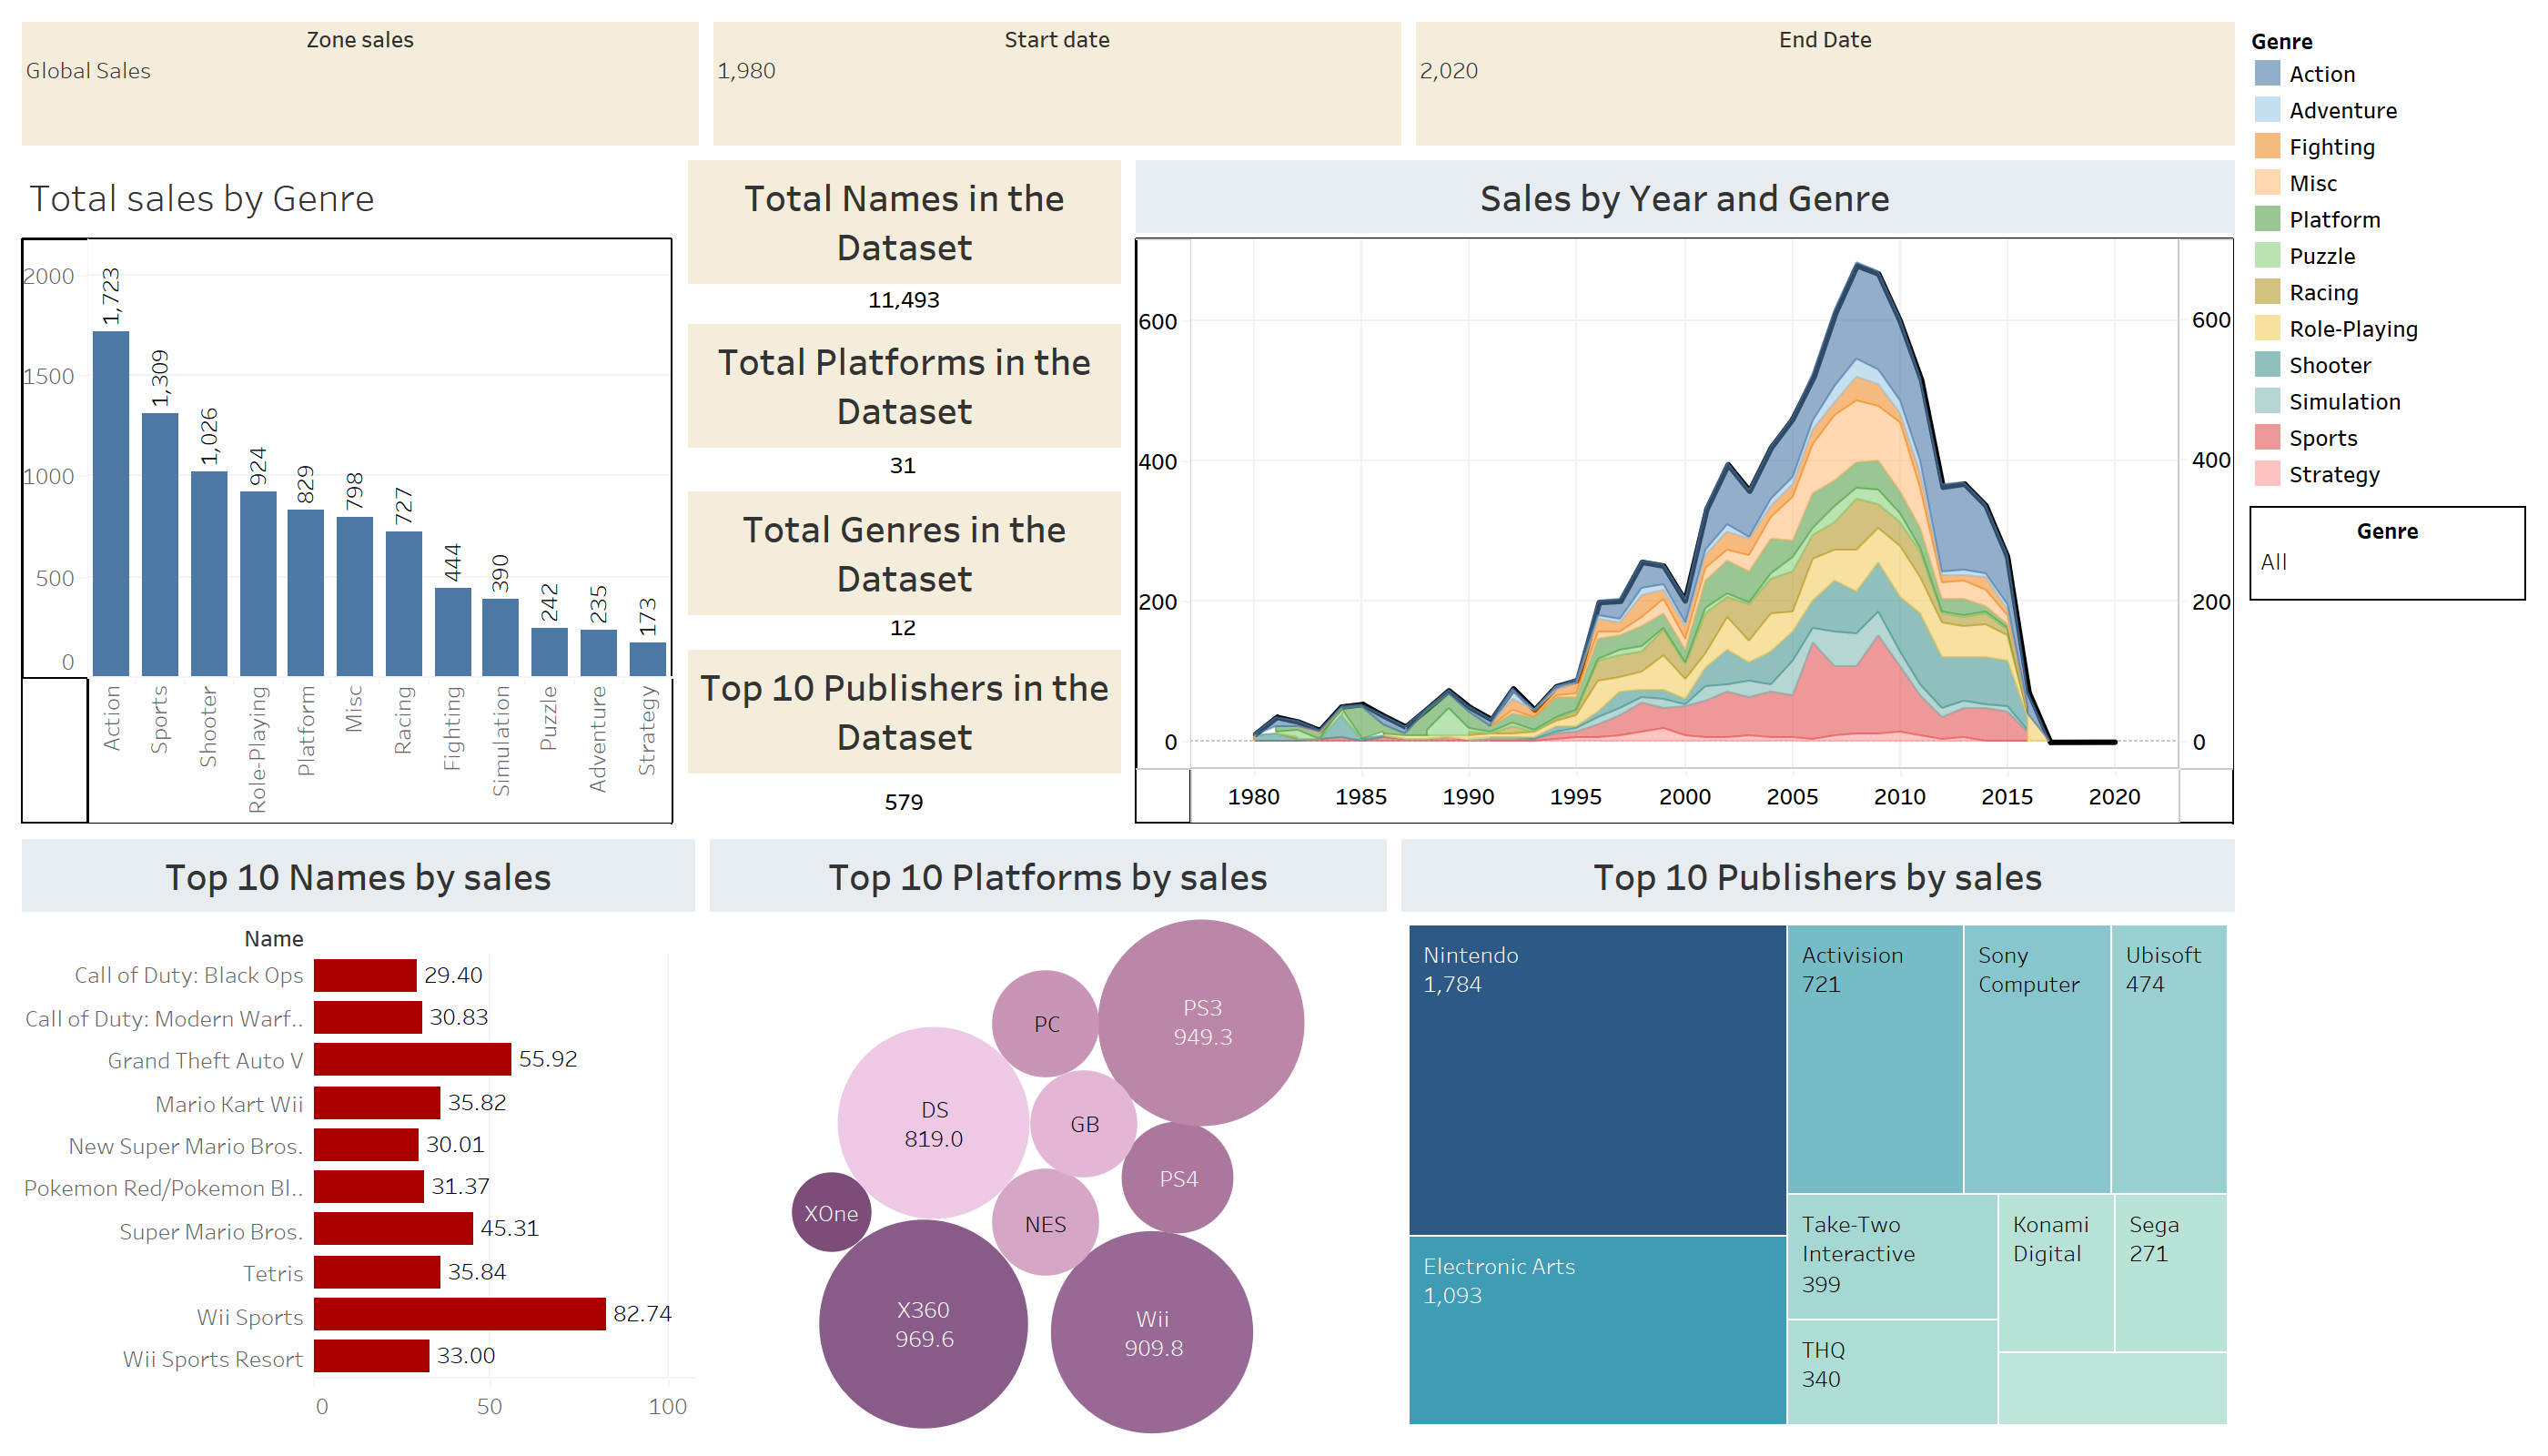 Zone sales
Global Sales
Start date
1,980
End Date
2,020
Genre
Action
Adventure
Fighting
Misc
Platform
Puzzle
Racing
Role-Playing
Shooter
Simulation
Sports
Strategy
Genre
All
Total sales by Genre
2000
1500
1000
500
0
1,723
1,309
1,026
924
829
798
727
444
390
242
235
173
Action
Sports
Shooter
Role-Playing
Platform
Misc
Racing
Fighting
Simulation
Puzzle
Adventure
Strategy
Total Names in the
Dataset
11,493
Total Platforms in the
Dataset
31
Total Genres in the
Dataset
12
Top 10 Publishers in the
Dataset
579
Sales by Year and Genre
600
400
200
0
600
400
200
0
1980
1985
1990
1995
2000
2005
2010
2015
2020
Top 10 Names by sales
Name
Call of Duty: Black Ops
29.40
Call of Duty: Modern Warf..
30.83
Grand Theft Auto V
55.92
Mario Kart Wii
35.82
New Super Mario Bros.
30.01
Pokemon Red/Pokemon Bl..
31.37
Super Mario Bros.
45.31
Tetris
35.84
Wii Sports
82.74
Wii Sports Resort
33.00
0
50
100
Top 10 Platforms by sales
PC
PS3
949.3
DS
819.0
GB
PS4
XOne
NES
X360
969.6
Wii
909.8
Top 10 Publishers by sales
Nintendo
1,784
Electronic Arts
1,093
Activision
721
Sony
Computer
Ubisoft
474
Take-Two
Interactive
399
Konami
Digital
Sega
271
THQ
340